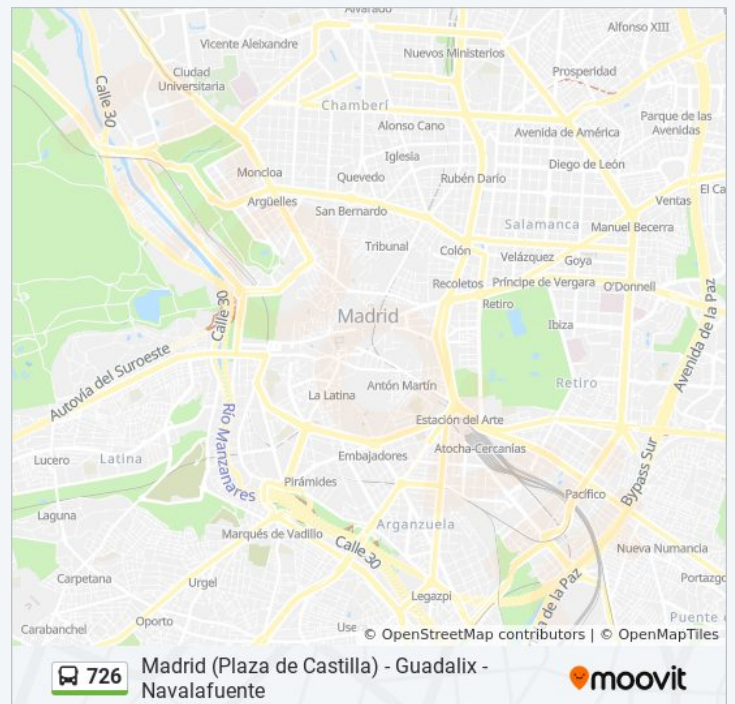 Alvarado
Alfonso XIII
Vicente Aleixandre
Nuevos Ministerios
Ciudad
Universitaria
Prosperidad
Calle 30
Chamberí
Parque de las
Avenidas
Alonso Cano
Avenida de América
Iglesia
Diego de León
Moncloa
Quevedo
Rubén Darío
El Ca
Argüelles
San Bernardo
Ventas
Salamanca
Manuel Becerra
Tribunal
Colón
Velázquez
Goya
Recoletos
Príncipe de Vergara
O'Donnell
Retiro
Calle 30
Madrid
Ibiza
Avenida de la Paz
Autovía del Suroeste
Antón Martín
Retiro
La Latina
Estación del Arte
Río Manzanares
Atocha-Cercanías
Lucero
Latina
Embajadores
Bypass Sur
Pirámides
Pacífico
Laguna
Arganzuela
Marqués de Vadillo
Calle 30
Nueva Numancia
Carpetana
Urgel
Portazgo
Legazpi
a de la Paz
Oporto
Puente
Carabanchel
Use
© OpenStreetMap contributors | © OpenMapTiles
726
Madrid (Plaza de Castilla) - Guadalix -
Navalafuente
moovit